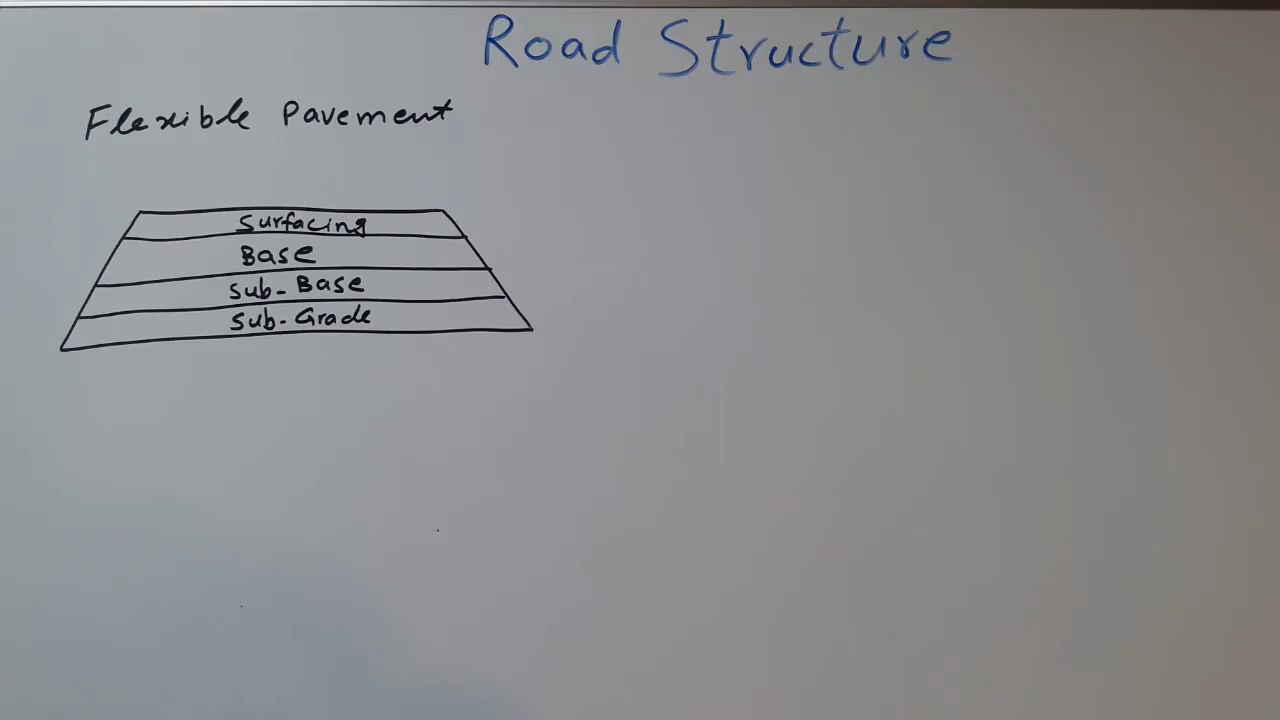 Road Structure
Flexible Pavement
Surfacing
Base
Sub-Base
Sub-Grade